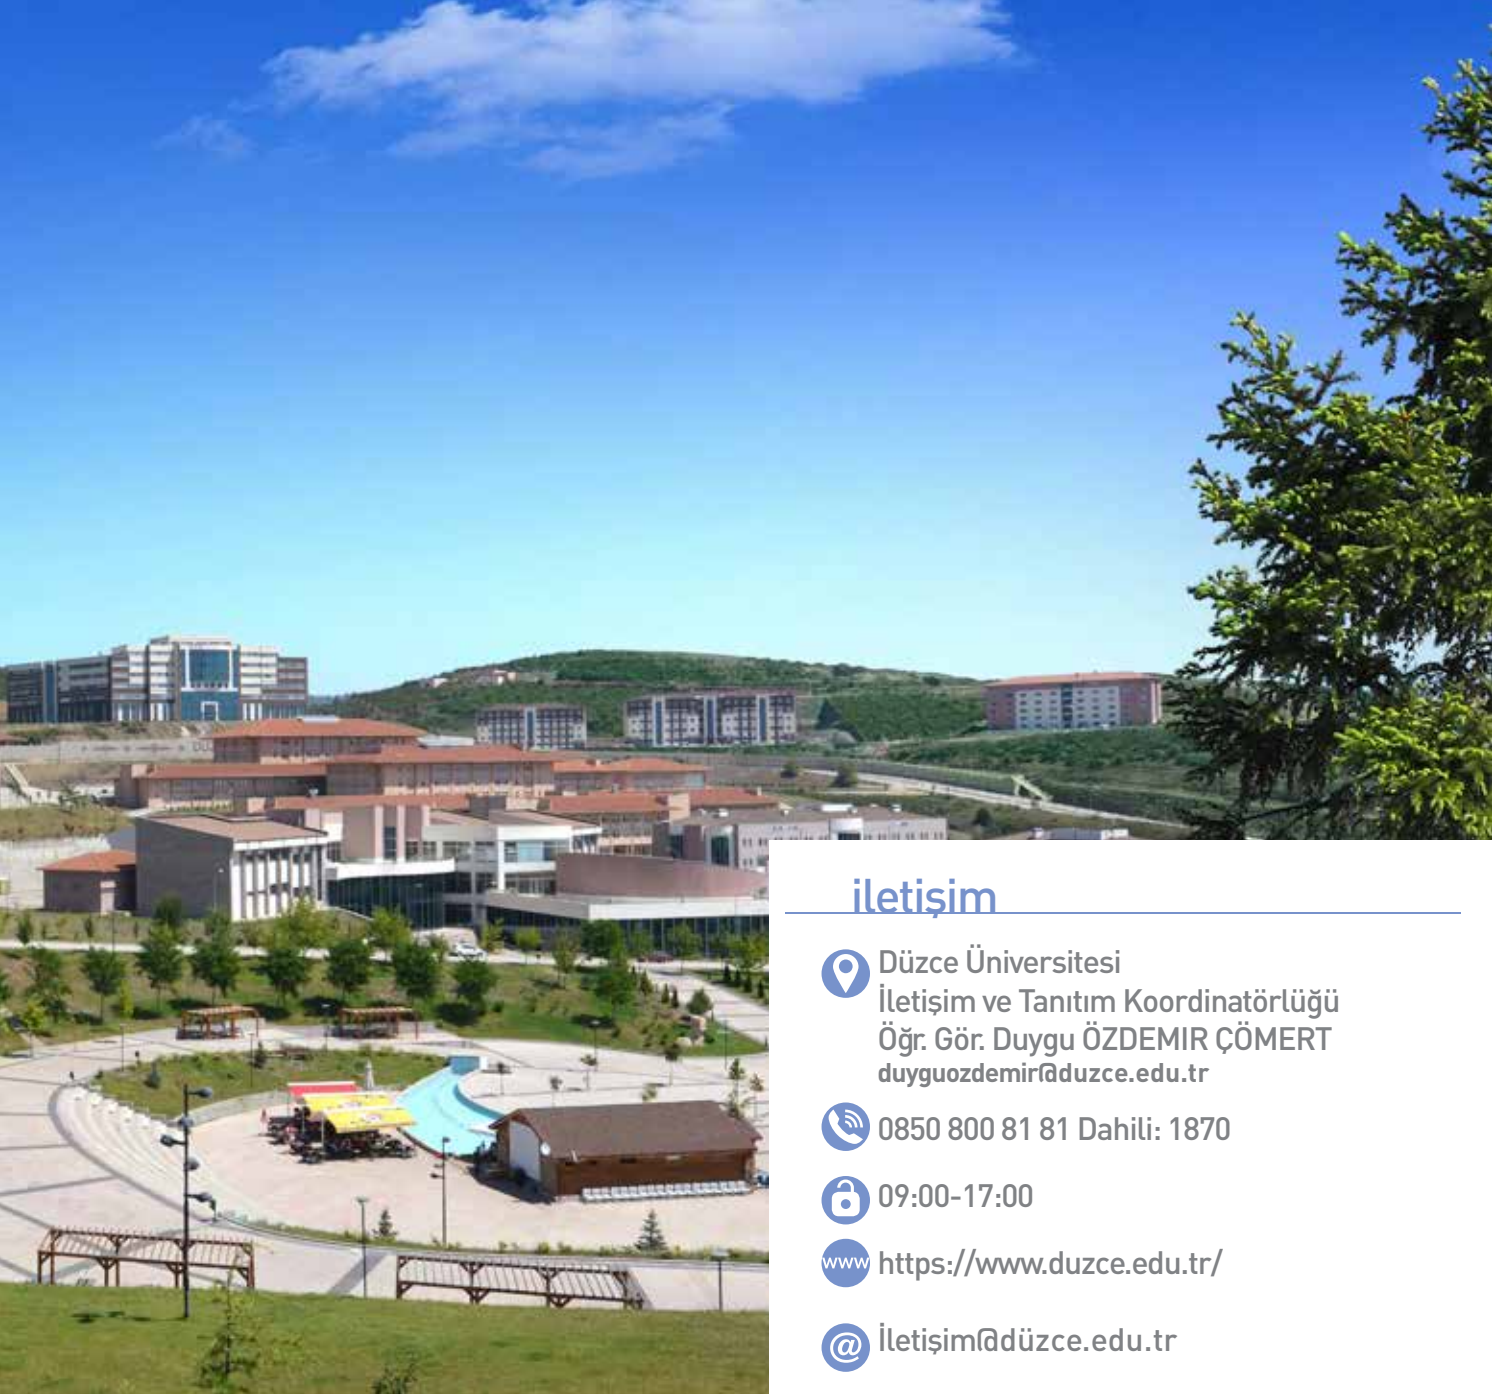 iletişim
Düzce Üniversitesi
İletişim ve Tanıtım Koordinatörlüğü
Öğr. Gör. Duygu ÖZDEMIR ÇÖMERT
duyguozdemir@duzce.edu.tr
0850 800 81 81 Dahili: 1870
09:00-17:00
www https://www.duzce.edu.tr/
@ İletişim@düzce.edu.tr